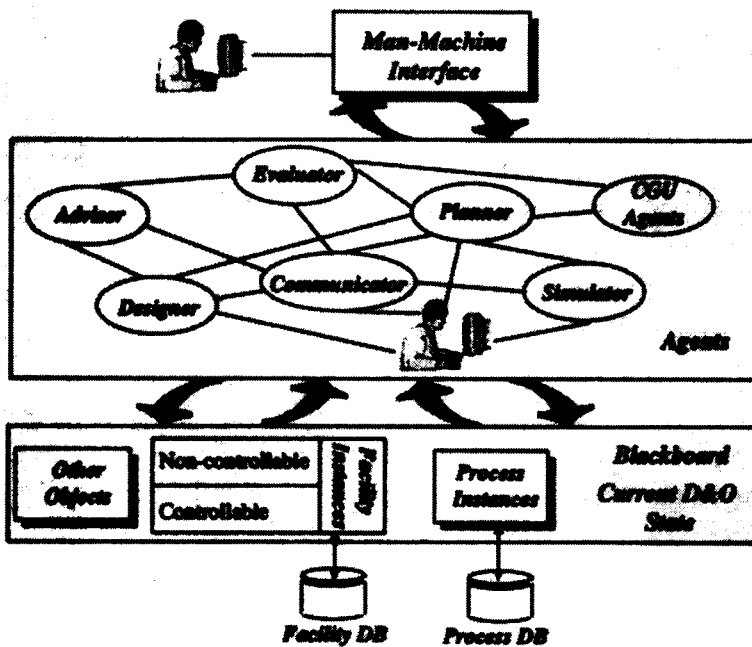 Man-Machine
Interface
Evaluator
Adviser
Planner
CGU
Agents
Communicator
Designer
Simulator
Agents
Other
Objects
Non-controllable
Controllable
Facility
Instances
Process
Instances
Blackboard
Current D&O
State
Facility DB
Process DB